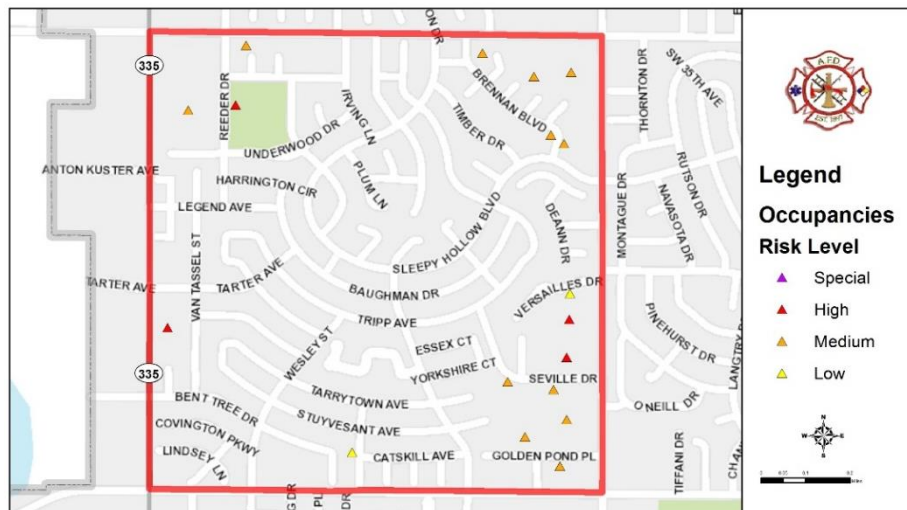 335
REEDER DR
ON DR
BRENNAN BLVD
SW 35TH AVE
THORNTON DR
IRVING LN
TIMBER DR
UNDERWOOD DR
ANTON KUSTER AVE
HARRINGTON CIR
PLUM LN
RUTSON DR
NAVASOTA DR
LEGEND AVE
MONTAGUE DR
DEANN DR
SLEEPY HOLLOW BLVD
VAN TASSEL ST
TARTER AVE
TARTER AVE
BAUGHMAN DR
VERSAILLES DR
TRIPP AVE
PINEHURST DR
LANGTRY
ESSEX CT
WESLEY ST
YORKSHIRE CT
SEVILLE DR
335
TARRYTOWN AVE
BENT TREE DR
STUYVESANT AVE
ONEILL DR
COVINGTON PKWY
LINDSEY LN
CATSKILL AVE
GOLDEN POND PL
TIFFANI DR
CHAN
G DR
PL
A.F.D.
Legend
Occupancies
Risk Level
Special
High
Medium
Low
N
W
E
S